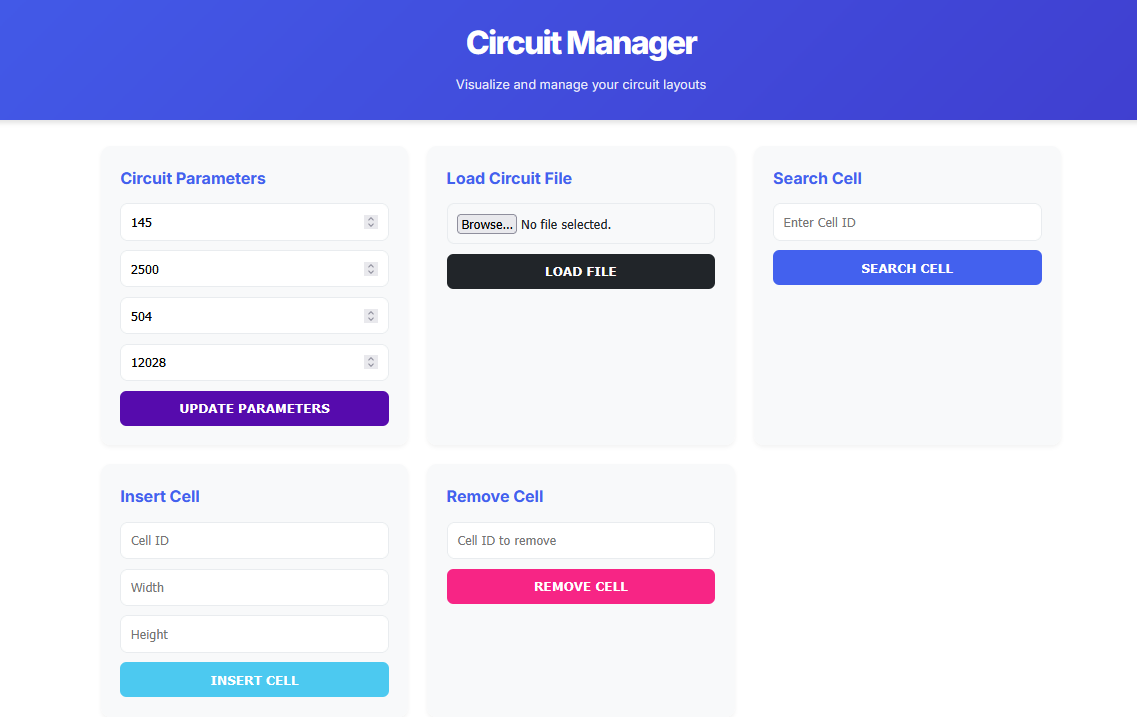 Circuit Manager
Visualize and manage your circuit layouts
Circuit Parameters
145
2500
504
12028
UPDATE PARAMETERS
Load Circuit File
Browse... No file selected.
LOAD FILE
Search Cell
Enter Cell ID
SEARCH CELL
Insert Cell
Cell ID
Width
Height
INSERT CELL
Remove Cell
Cell ID to remove
REMOVE CELL